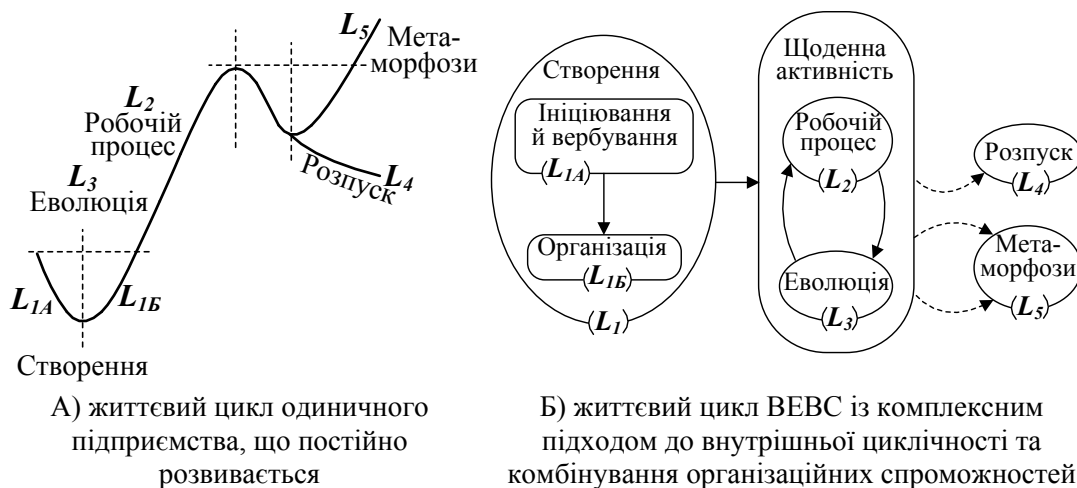 L5
Мета-
морфози
L2
Робочій
процес
L3
Еволюція
Розпуск
L4
L1А
L1Б
Створення
А) життєвий цикл одиничного
підприємства, що постійно
розвивається
Створення
Ініціювання
й вербування
(L1А)
Організація
(L1Б)
(L1)
Щоденна
активність
Робочій
процес
(L2)
Еволюція
(L3)
Розпуск
(L4)
Мета-
морфози
(L5)
Б) життєвий цикл ВЕВС із комплексним
підходом до внутрішньої циклічності та
комбінування організаційних спроможностей